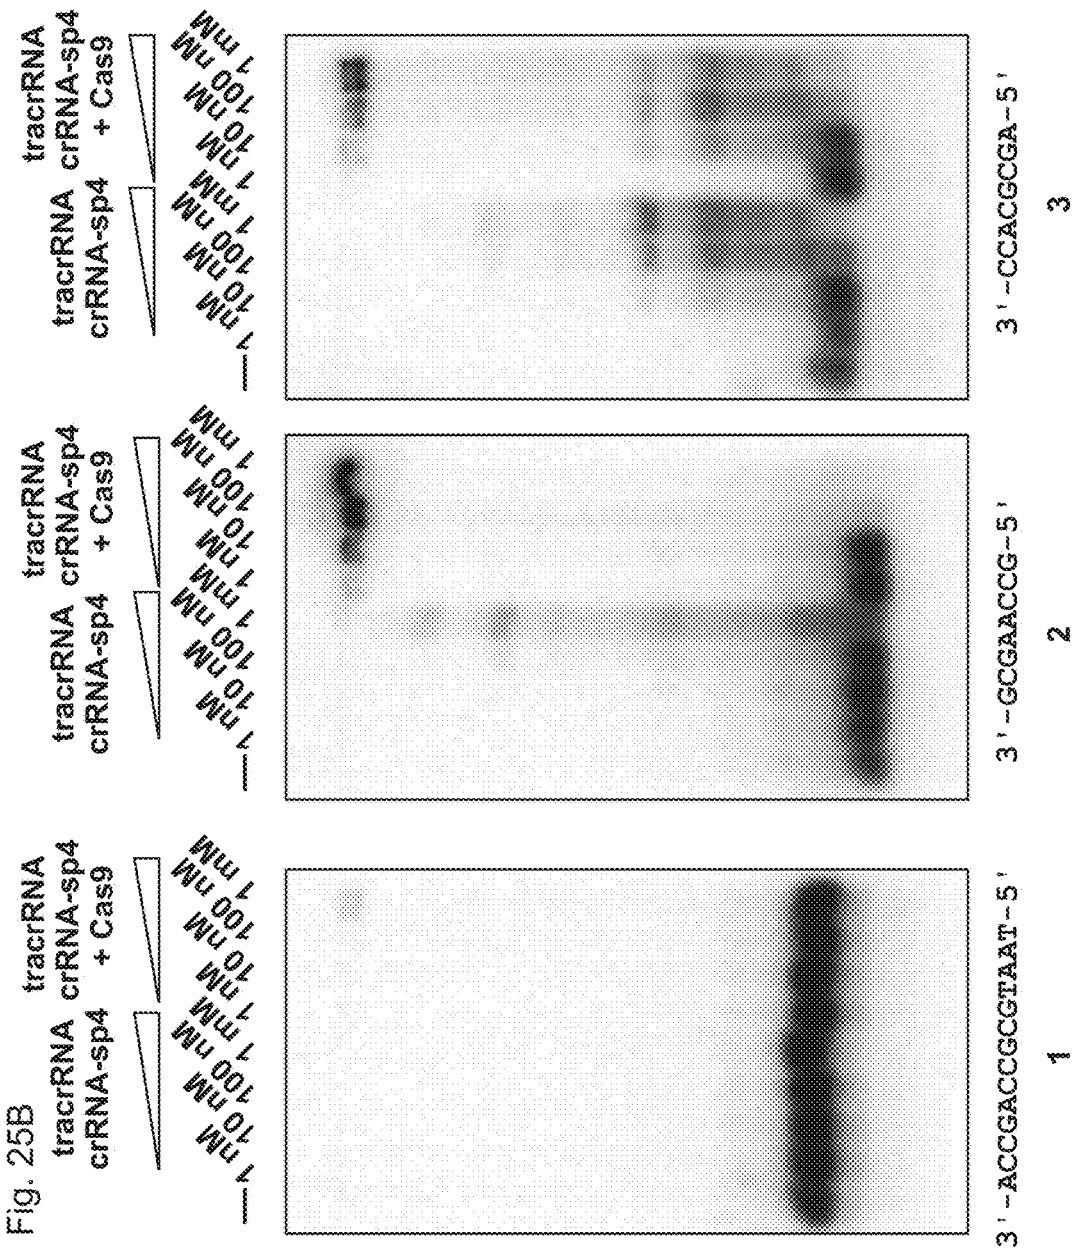 Fig. 25B
tracrRNA
crRNA-sp4
tracrRNA
crRNA-sp4
+ Cas9
—
1 nM
10 nM
100 nM
1 mM
1 nM
10 nM
100 nM
1 mM
3'-ACCGACCGCGTAAT-5'
1
tracrRNA
crRNA-sp4
tracrRNA
crRNA-sp4
+ Cas9
—
1 nM
10 nM
100 nM
1 mM
1 nM
10 nM
100 nM
1 mM
3'-GCGAACCG-5'
2
tracrRNA
crRNA-sp4
tracrRNA
crRNA-sp4
+ Cas9
—
1 nM
10 nM
100 nM
1 mM
1 nM
10 nM
100 nM
1 mM
3'-CCACGCGA-5'
3